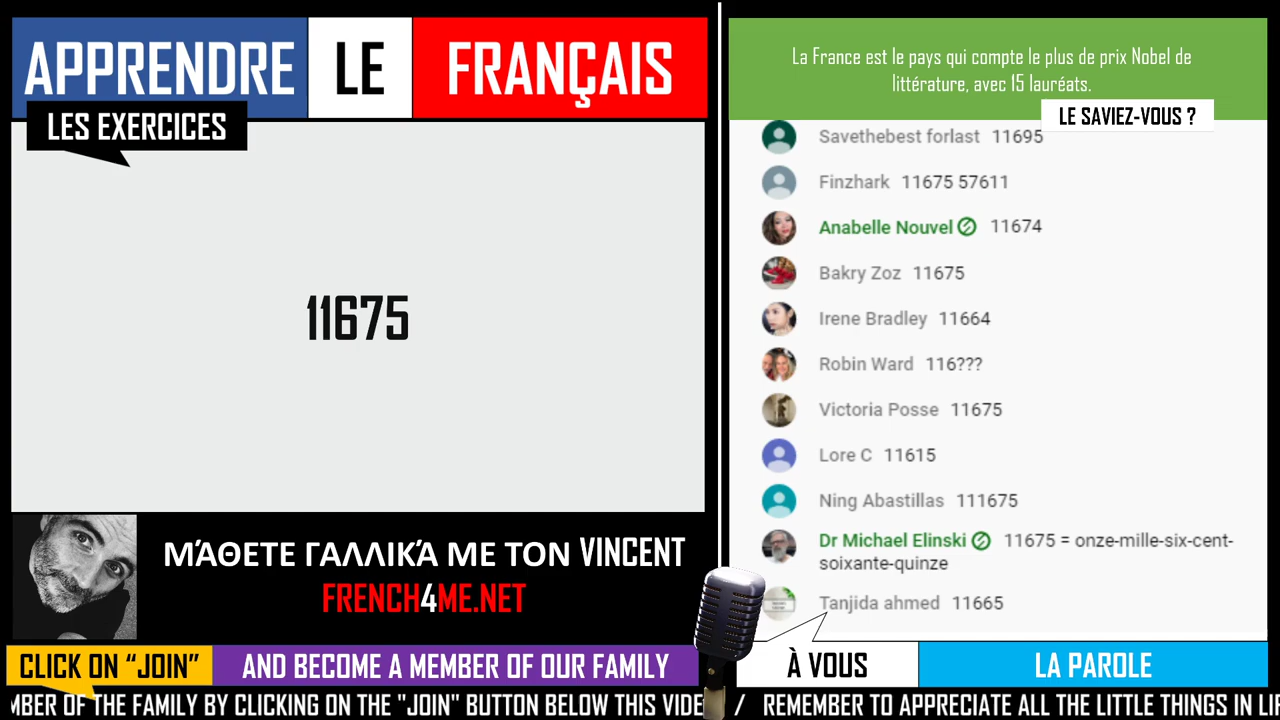 APPRENDRE LE FRANÇAIS
LES EXERCICES
11675
ΜΆΘΕΤΕ ΓΑΛΛΙΚΆ ΜΕ ΤΟΝ VINCENT
FRENCH4ME.NET
CLICK ON “JOIN” AND BECOME A MEMBER OF OUR FAMILY
La France est le pays qui compte le plus de prix Nobel de
littérature, avec 15 lauréats.
LE SAVIEZ-VOUS ?
Savethebest forlast 11695
Finzhark 11675 57611
Anabelle Nouvel 11674
Bakry Zoz 11675
Irene Bradley 11664
Robin Ward 116???
Victoria Posse 11675
Lore C 11615
Ning Abastillas 111675
Dr Michael Elinski 11675 = onze-mille-six-cent-
soixante-quinze
Tanjida ahmed 11665
À VOUS LA PAROLE
MBER OF THE FAMILY BY CLICKING ON THE "JOIN" BUTTON BELOW THIS VIDE / REMEMBER TO APPRECIATE ALL THE LITTLE THINGS IN LIF